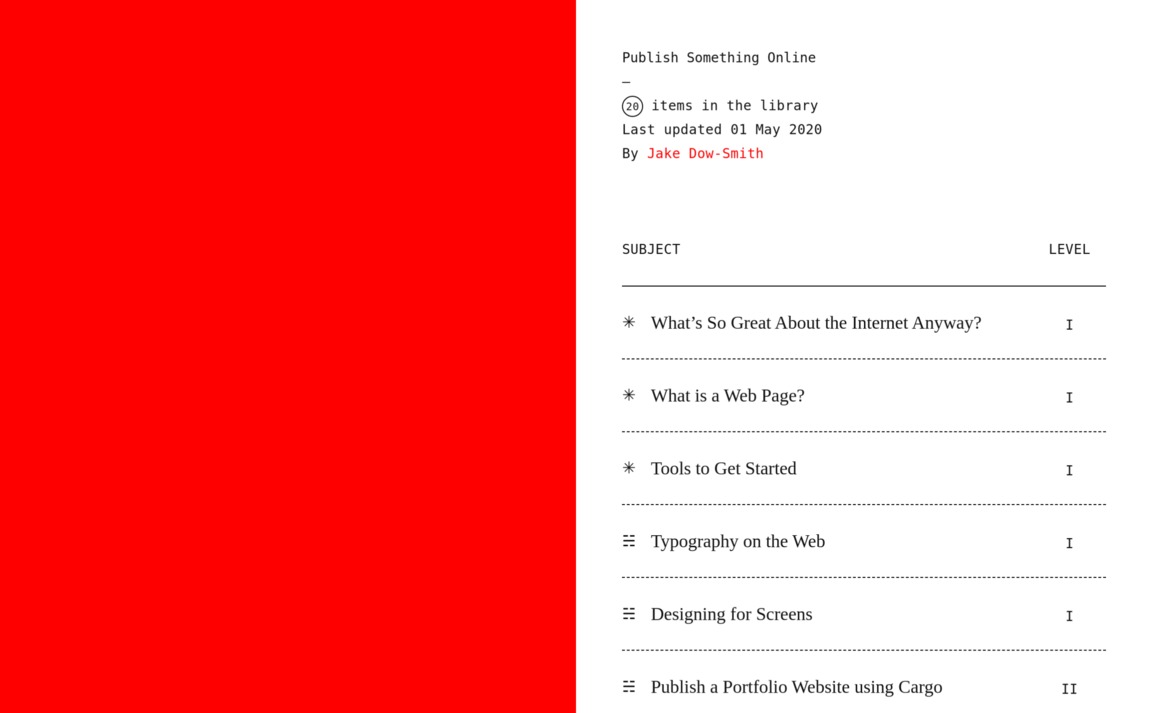 Publish Something Online
—
20 items in the library
Last updated 01 May 2020
By Jake Dow-Smith
SUBJECT LEVEL
✳ What’s So Great About the Internet Anyway? I
✳ What is a Web Page? I
✳ Tools to Get Started I
☵ Typography on the Web I
☵ Designing for Screens I
☵ Publish a Portfolio Website using Cargo II